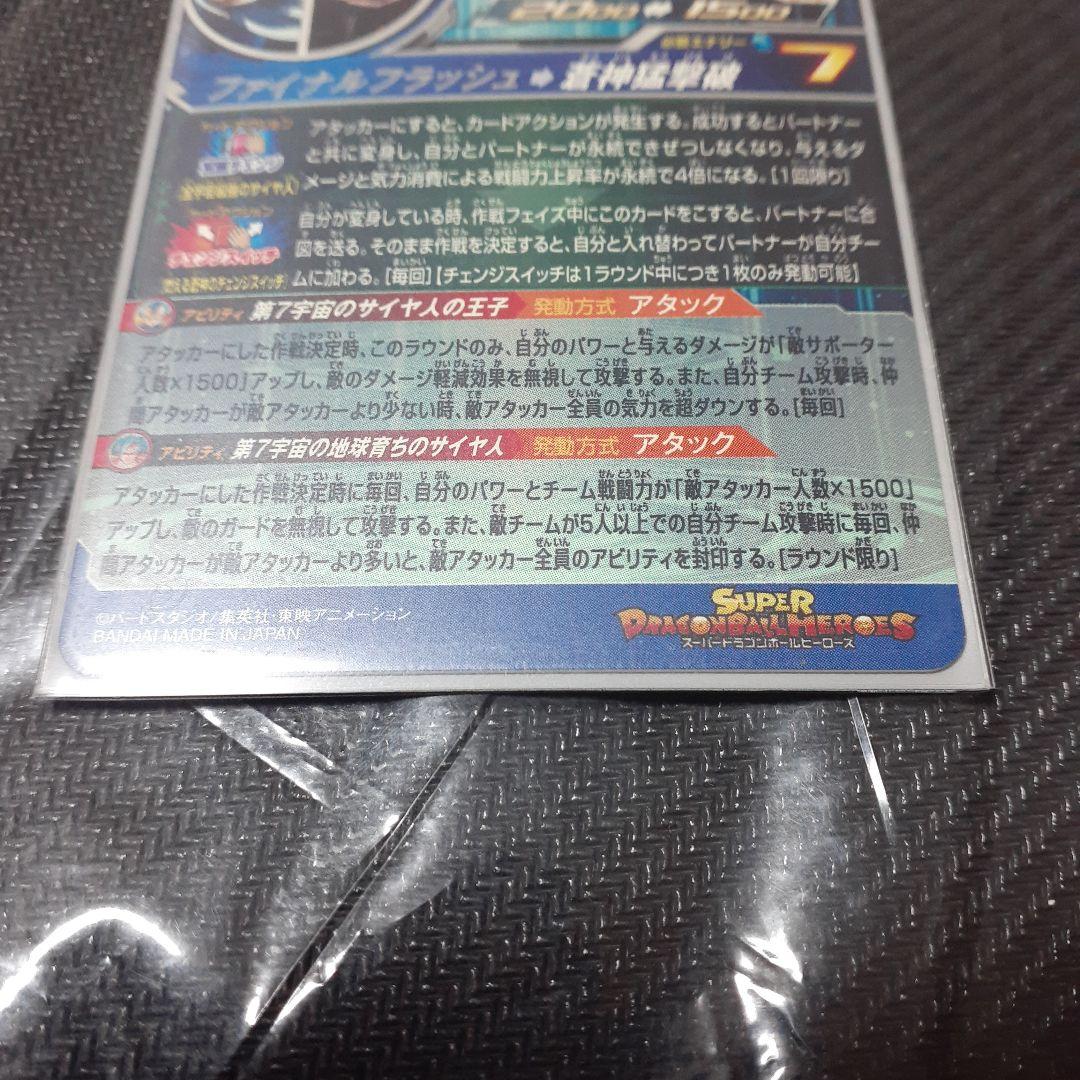 2000 ➡ 1500
必殺エナジー 7
ファイナルフラッシュ ➡ 蒼神猛撃破
アタッカーにすると、カードアクションが発生する。成功するとパートナー
と共に変身し、自分とパートナーが永続できぜつしなくなり、与えるダ
メージと気力消費による戦闘力上昇率が永続で4倍になる。[1回限り]
自分が変身している時、作戦フェイズ中にこのカードをこすると、パートナーに合
図を送る。そのまま作戦を決定すると、自分と入れ替わってパートナーが自分チー
ムに加わる。[毎回]【チェンジスイッチは1ラウンド中につき1枚のみ発動可能】
アビリティ 第7宇宙のサイヤ人の王子 発動方式 アタック
アタッカーにした作戦決定時、このラウンドのみ、自分のパワーと与えるダメージが「敵サポーター
人数×1500」アップし、敵のダメージ軽減効果を無視して攻撃する。また、自分チーム攻撃時、仲
間アタッカーが敵アタッカーより少ない時、敵アタッカー全員の気力を超ダウンする。[毎回]
アビリティ 第7宇宙の地球育ちのサイヤ人 発動方式 アタック
アタッカーにした作戦決定時に毎回、自分のパワーとチーム戦闘力が「敵アタッカー人数×1500」
アップし、敵のガードを無視して攻撃する。また、敵チームが5人以上での自分チーム攻撃時に毎回、仲
間アタッカーが敵アタッカーより多いと、敵アタッカー全員のアビリティを封印する。[ラウンド限り]
©バードスタジオ/集英社・東映アニメーション
BANDAI MADE IN JAPAN
SUPER
DRAGONBALL HEROES
スーパードラゴンボールヒーローズ